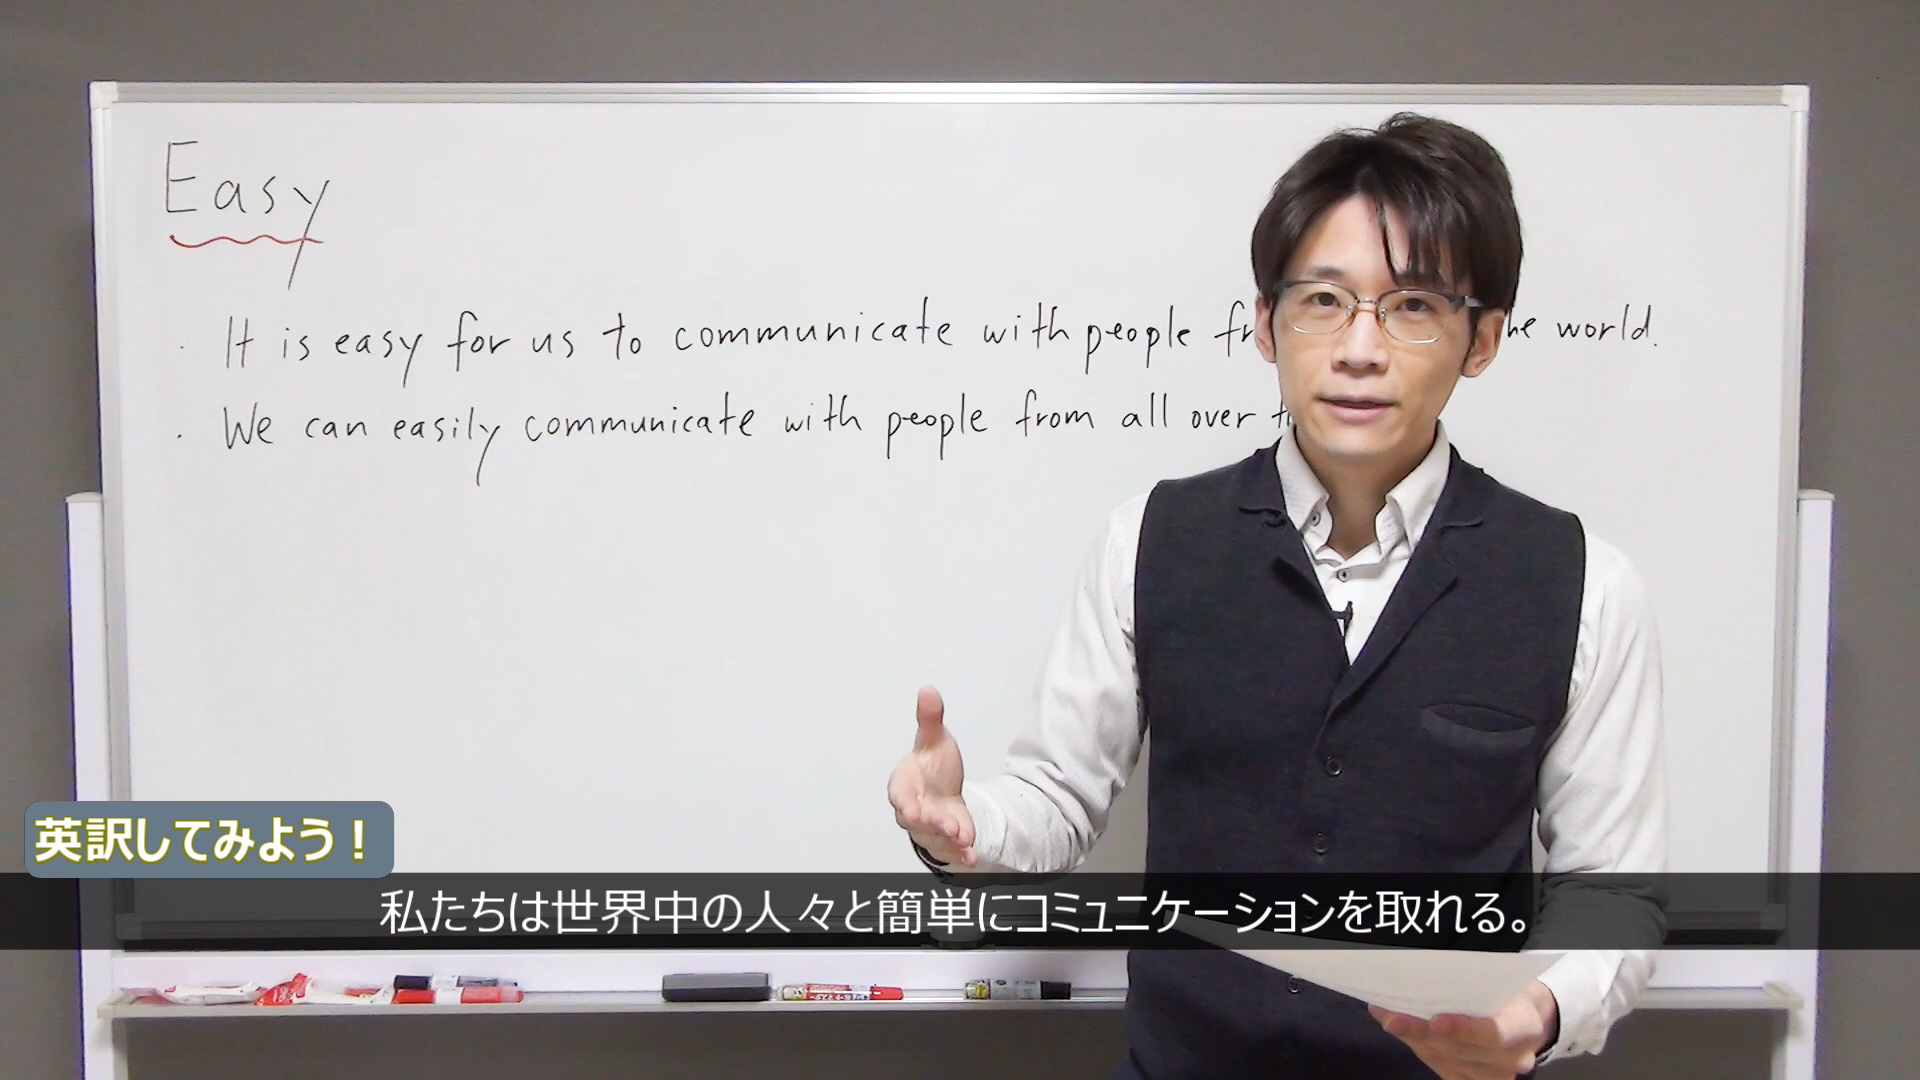 Easy
· It is easy for us to communicate with people he world.
· We can easily communicate with people from all over
英訳してみよう！
私たちは世界中の人々と簡単にコミュニケーションを取れる。